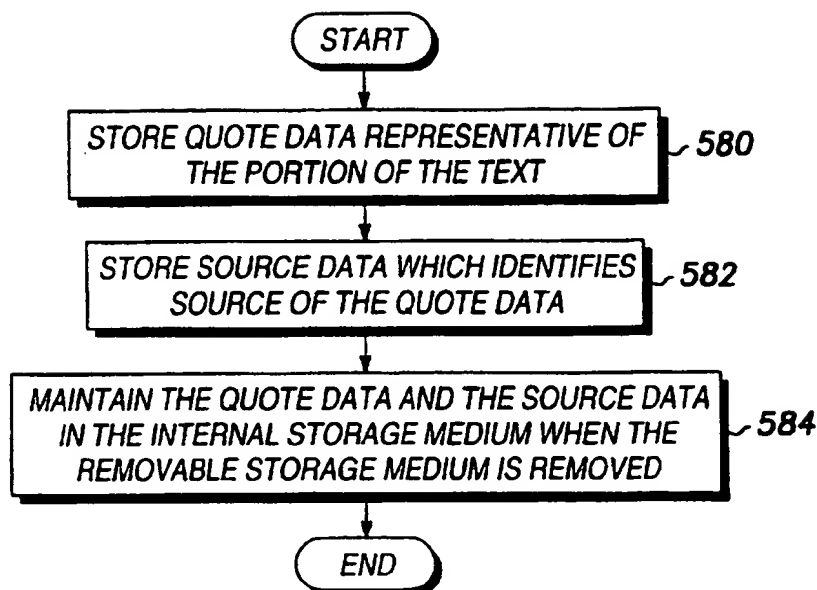 START
STORE QUOTE DATA REPRESENTATIVE OF
THE PORTION OF THE TEXT
580
STORE SOURCE DATA WHICH IDENTIFIES
SOURCE OF THE QUOTE DATA
582
MAINTAIN THE QUOTE DATA AND THE SOURCE DATA
IN THE INTERNAL STORAGE MEDIUM WHEN THE
REMOVABLE STORAGE MEDIUM IS REMOVED
584
END